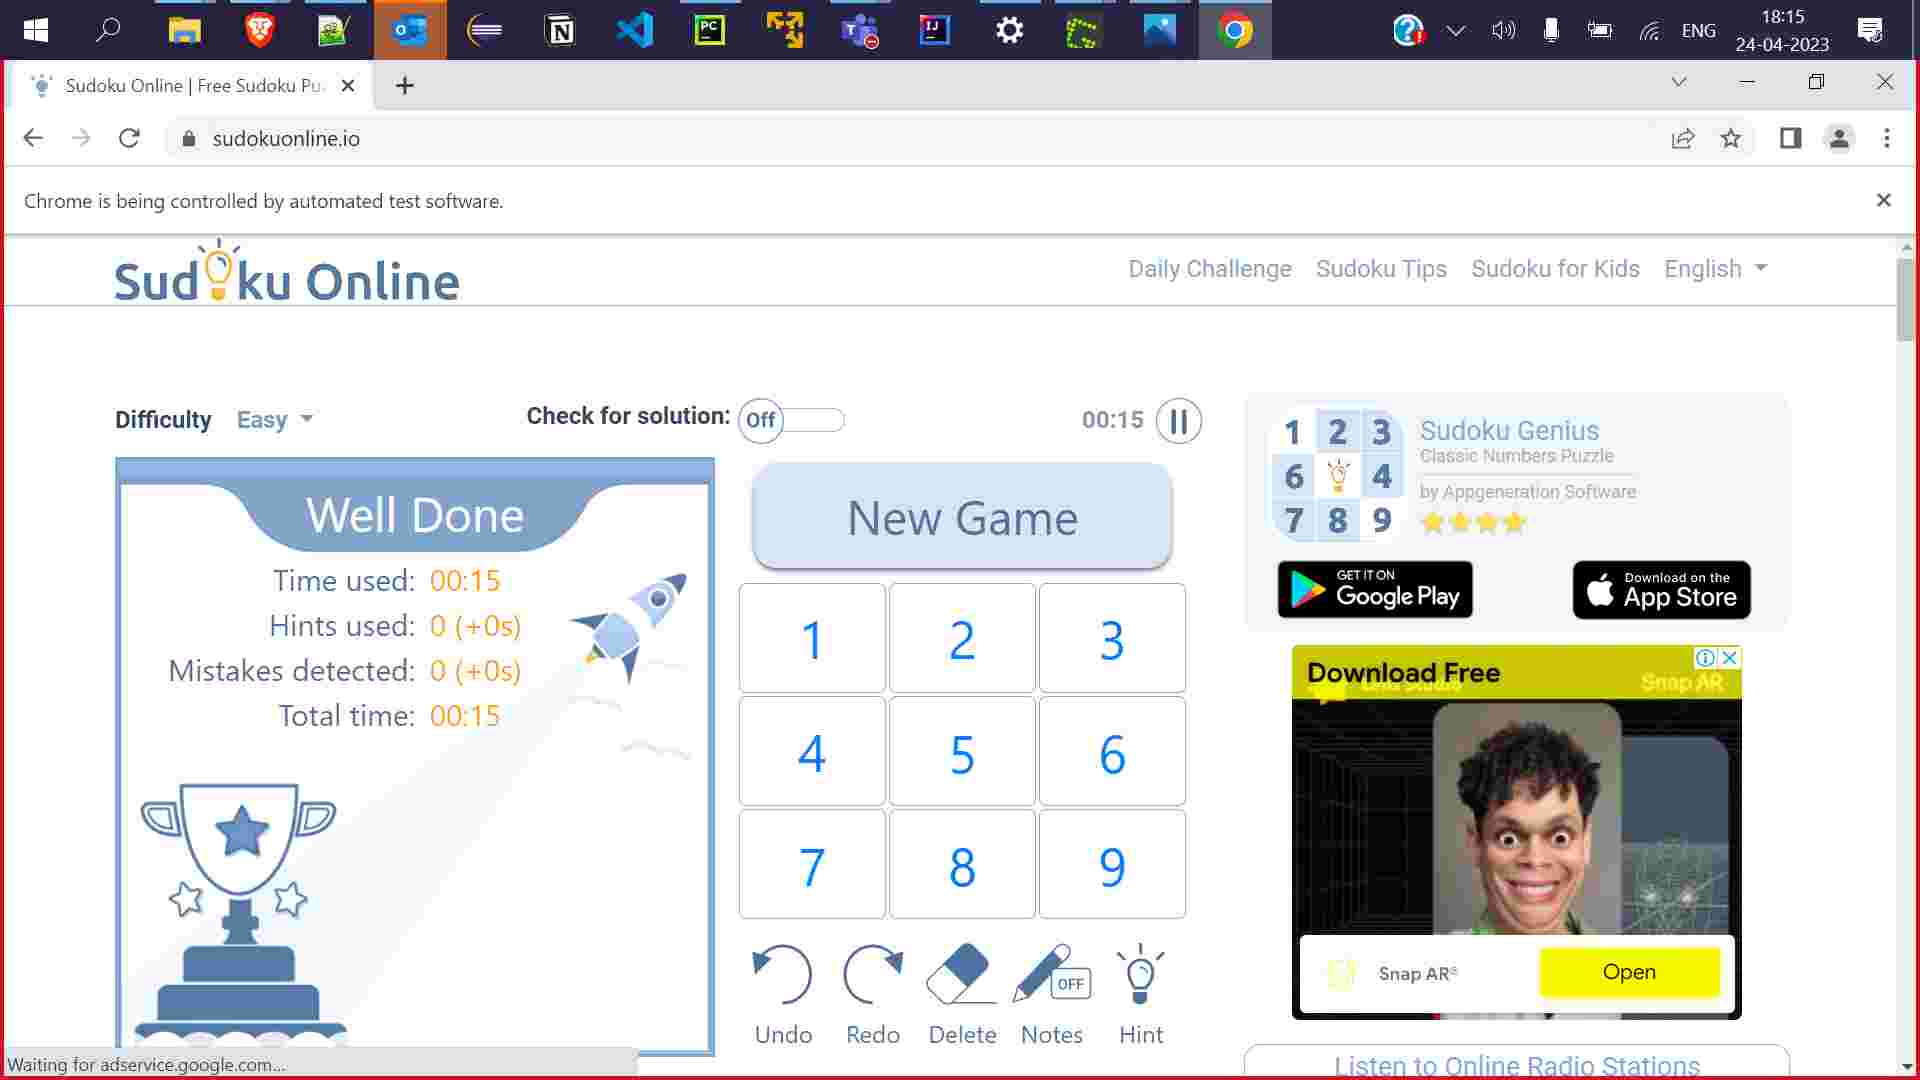 ENG
18:15
24-04-2023
Sudoku Online | Free Sudoku Pu
sudokuonline.io
Chrome is being controlled by automated test software.
Sudoku Online
Daily Challenge
Sudoku Tips
Sudoku for Kids
English
Difficulty
Easy
Check for solution:
Off
00:15
Well Done
Time used: 00:15
Hints used: 0 (+0s)
Mistakes detected: 0 (+0s)
Total time: 00:15
New Game
1 2 3
4 5 6
7 8 9
Undo
Redo
Delete
Notes
OFF
Hint
1 2 3
6 4
7 8 9
Sudoku Genius
Classic Numbers Puzzle
by Appgeneration Software
GET IT ON
Google Play
Download on the
App Store
Download Free
Snap AR
Snap AR®
Open
Listen to Online Radio Stations
Waiting for adservice.google.com...